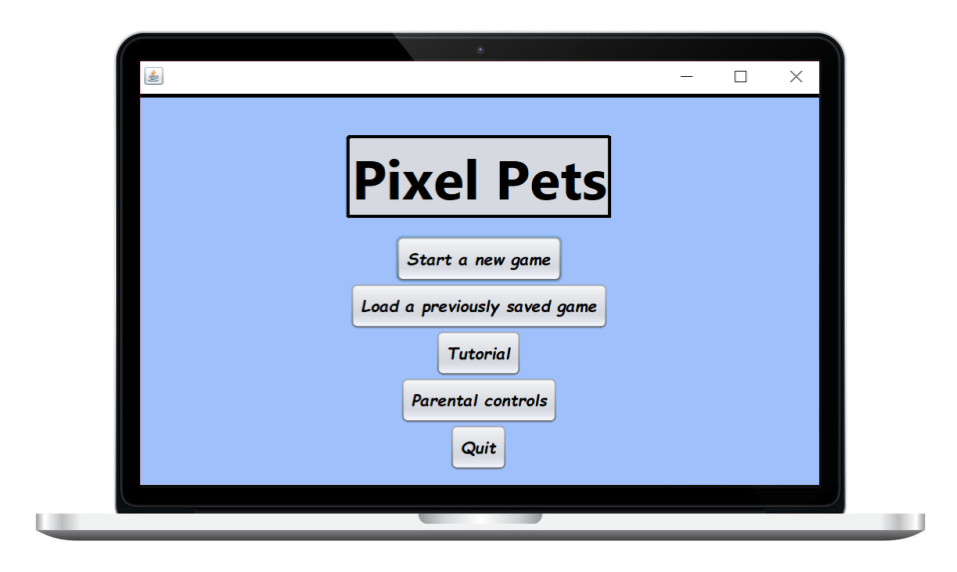 Pixel Pets
Start a new game
Load a previously saved game
Tutorial
Parental controls
Quit